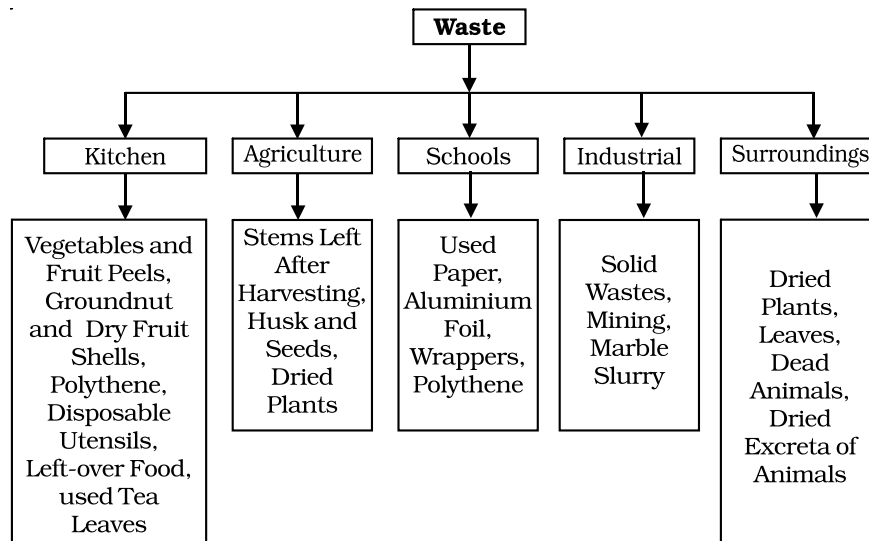 Waste
Kitchen
Agriculture
Schools
Industrial
Surroundings
Vegetables and
Fruit Peels,
Groundnut
and Dry Fruit
Shells,
Polythene,
Disposable
Utensils,
Left-over Food,
used Tea
Leaves
Stems Left
After
Harvesting,
Husk and
Seeds,
Dried
Plants
Used
Paper,
Aluminium
Foil,
Wrappers,
Polythene
Solid
Wastes,
Mining,
Marble
Slurry
Dried
Plants,
Leaves,
Dead
Animals,
Dried
Excreta of
Animals